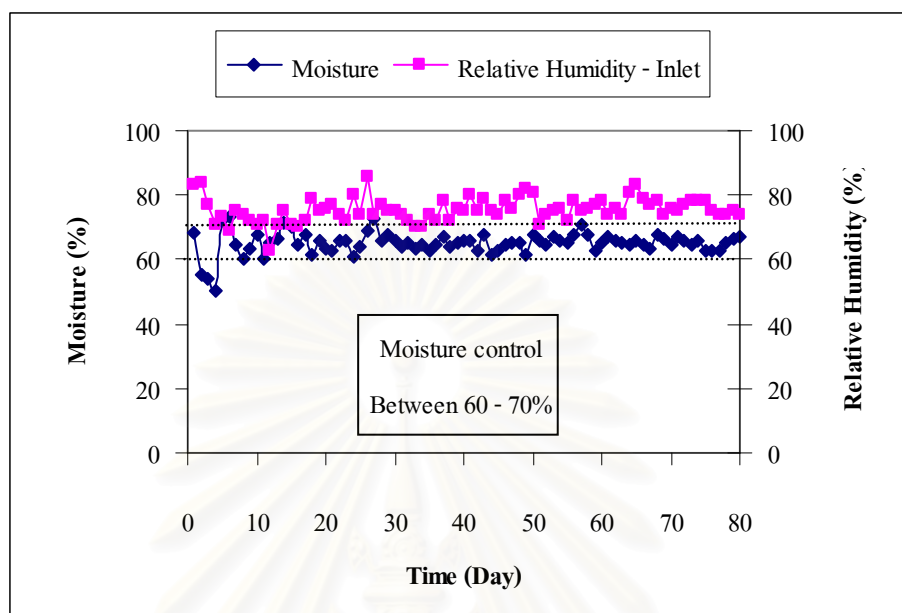 Moisture Relative Humidity - Inlet
100 100
80 80
60 60
40 40
20 20
0 0
Moisture (%)
Relative Humidity (%)
Moisture control
Between 60 - 70%
0 10 20 30 40 50 60 70 80
Time (Day)